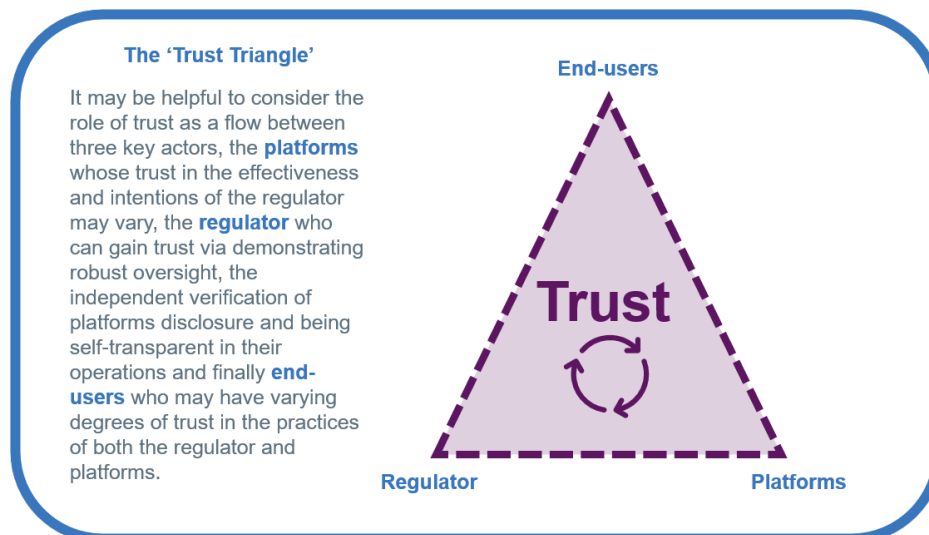 The ‘Trust Triangle’
It may be helpful to consider the
role of trust as a flow between
three key actors, the platforms
whose trust in the effectiveness
and intentions of the regulator
may vary, the regulator who
can gain trust via demonstrating
robust oversight, the
independent verification of
platforms disclosure and being
self-transparent in their
operations and finally end-
users who may have varying
degrees of trust in the practices
of both the regulator and
platforms.
End-users
Trust
Regulator
Platforms